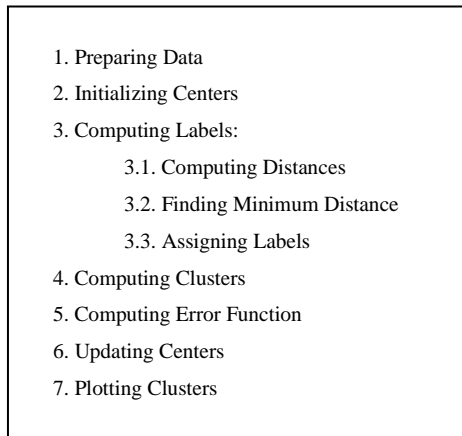 1. Preparing Data
2. Initializing Centers
3. Computing Labels:
3.1. Computing Distances
3.2. Finding Minimum Distance
3.3. Assigning Labels
4. Computing Clusters
5. Computing Error Function
6. Updating Centers
7. Plotting Clusters